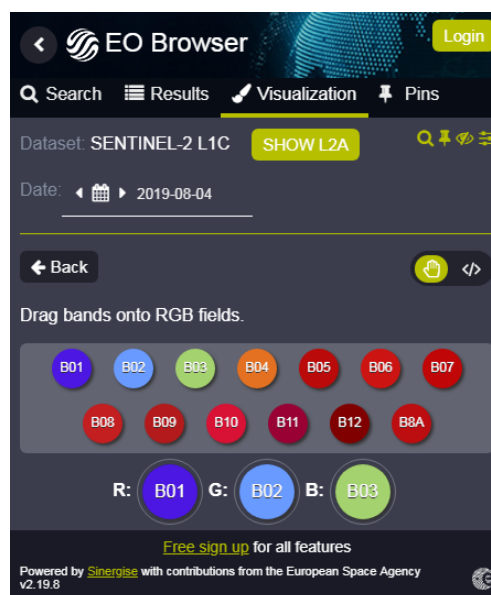 EO Browser
Login
Search Results Visualization Pins
Dataset: SENTINEL-2 L1C SHOW L2A
Date: 2019-08-04
Back </>
Drag bands onto RGB fields.
B01 B02 B03 B04 B05 B06 B07
B08 B09 B10 B11 B12 B8A
R: B01 G: B02 B: B03
Free sign up for all features
Powered by Sinergise with contributions from the European Space Agency
v2.19.8